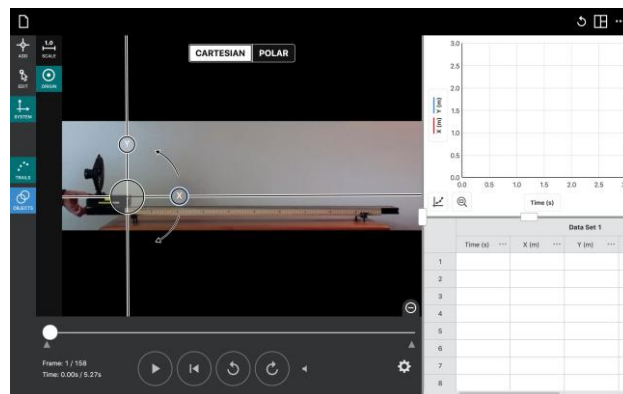 ADD
1.0
SCALE
EDIT
ORIGIN
SYSTEM
TRAILS
OBJECTS
CARTESIAN POLAR
Y
X
Frame: 1 / 158
Time: 0.00s / 5.27s
3.0
2.5
2.0
1.5
1.0
0.5
0.0
X (m) Y (m)
0.0 0.5 1.0 1.5 2.0 2.5
Time (s)
Data Set 1
Time (s) ··· X (m) ··· Y (m) ···
1
2
3
4
5
6
7
8